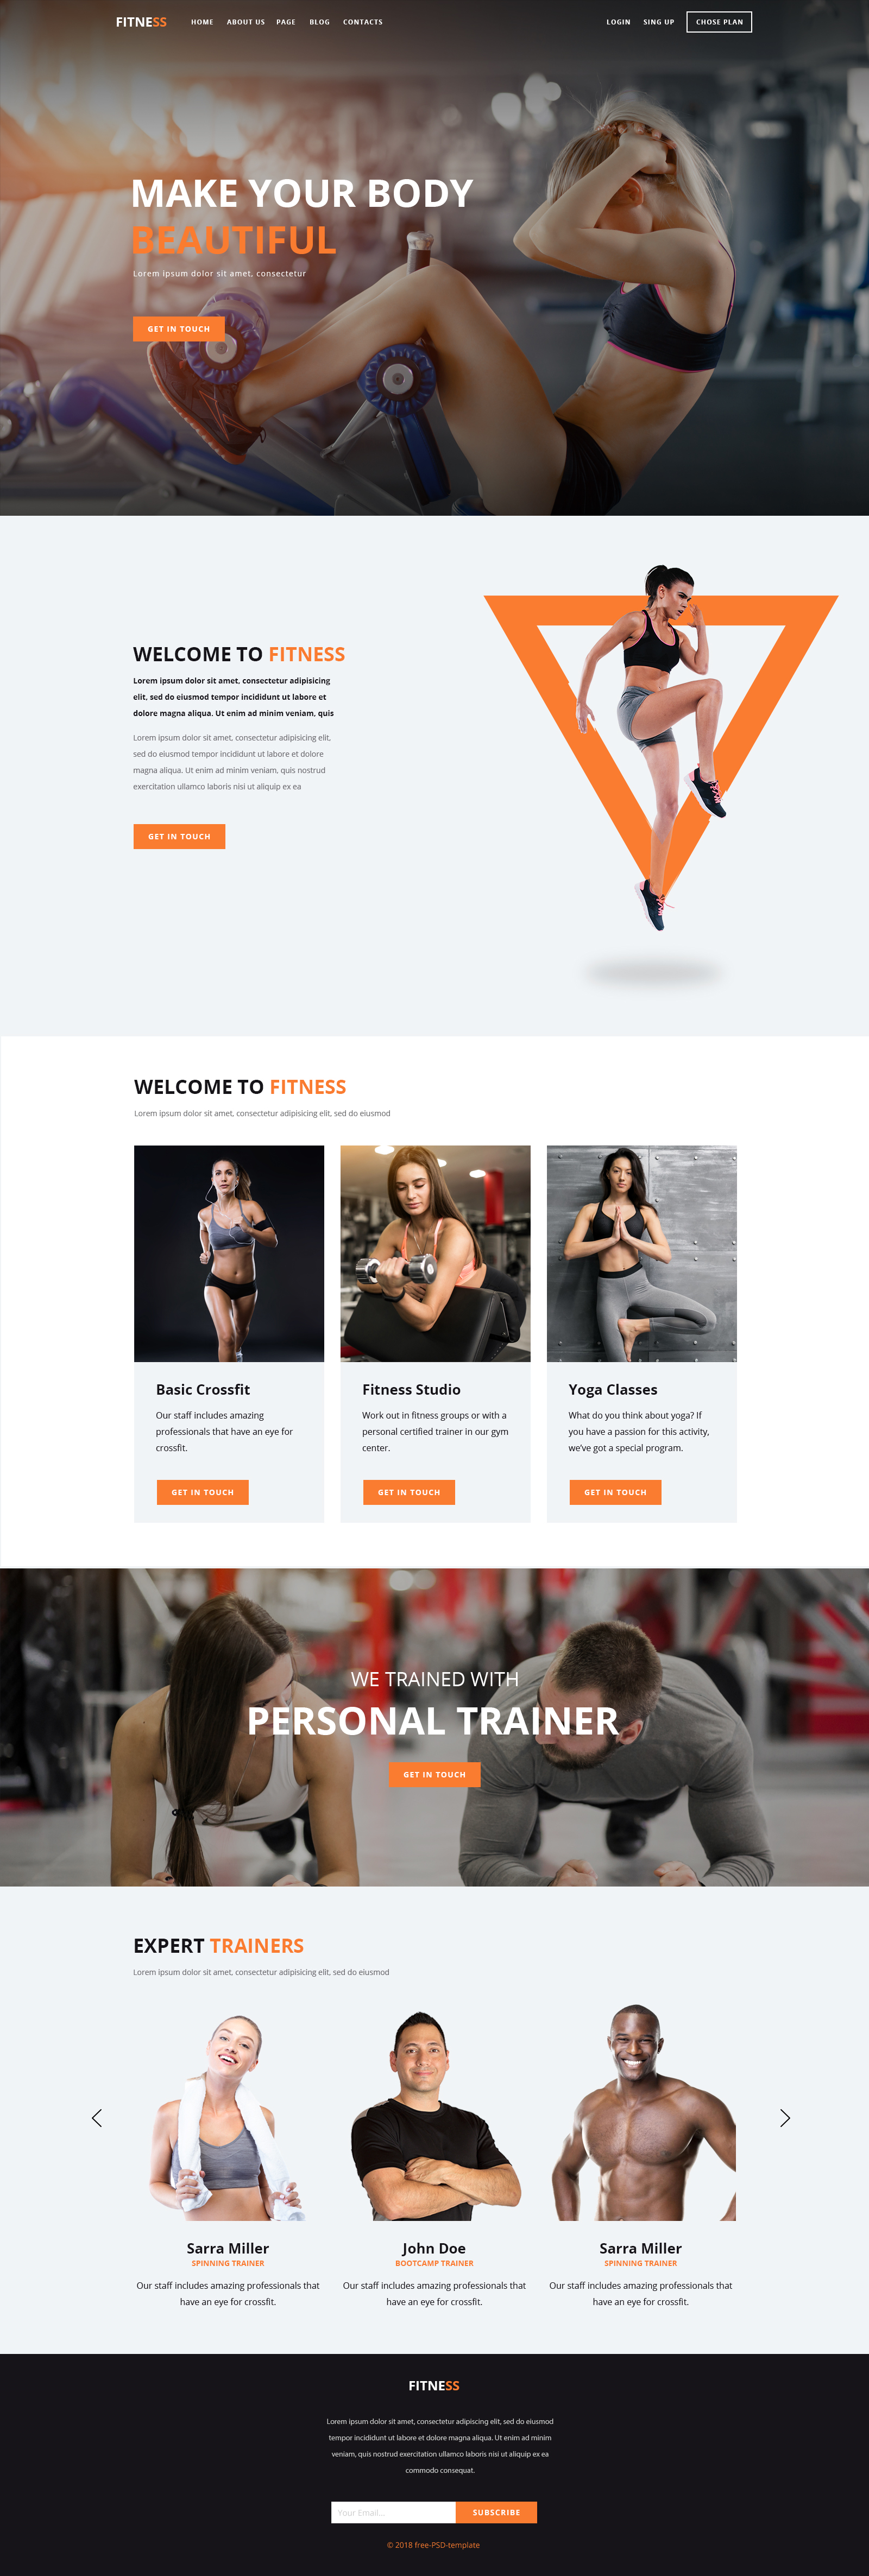 FITNESS
HOME ABOUT US PAGE BLOG CONTACTS
LOGIN SING UP CHOSE PLAN
MAKE YOUR BODY
BEAUTIFUL
Lorem ipsum dolor sit amet, consectetur
GET IN TOUCH
WELCOME TO FITNESS
Lorem ipsum dolor sit amet, consectetur adipisicing
elit, sed do eiusmod tempor incididunt ut labore et
dolore magna aliqua. Ut enim ad minim veniam, quis
Lorem ipsum dolor sit amet, consectetur adipisicing elit,
sed do eiusmod tempor incididunt ut labore et dolore
magna aliqua. Ut enim ad minim veniam, quis nostrud
exercitation ullamco laboris nisi ut aliquip ex ea
GET IN TOUCH
WELCOME TO FITNESS
Lorem ipsum dolor sit amet, consectetur adipisicing elit, sed do eiusmod
Basic Crossfit
Our staff includes amazing
professionals that have an eye for
crossfit.
GET IN TOUCH
Fitness Studio
Work out in fitness groups or with a
personal certified trainer in our gym
center.
GET IN TOUCH
Yoga Classes
What do you think about yoga? If
you have a passion for this activity,
we've got a special program.
GET IN TOUCH
WE TRAINED WITH
PERSONAL TRAINER
GET IN TOUCH
EXPERT TRAINERS
Lorem ipsum dolor sit amet, consectetur adipisicing elit, sed do eiusmod
Sarra Miller
SPINNING TRAINER
Our staff includes amazing professionals that
have an eye for crossfit.
John Doe
BOOTCAMP TRAINER
Our staff includes amazing professionals that
have an eye for crossfit.
Sarra Miller
SPINNING TRAINER
Our staff includes amazing professionals that
have an eye for crossfit.
FITNESS
Lorem ipsum dolor sit amet, consectetur adipiscing elit, sed do eiusmod
tempor incididunt ut labore et dolore magna aliqua. Ut enim ad minim
veniam, quis nostrud exercitation ullamco laboris nisi ut aliquip ex ea
commodo consequat.
Your Email...
SUBSCRIBE
© 2018 free-PSD-template